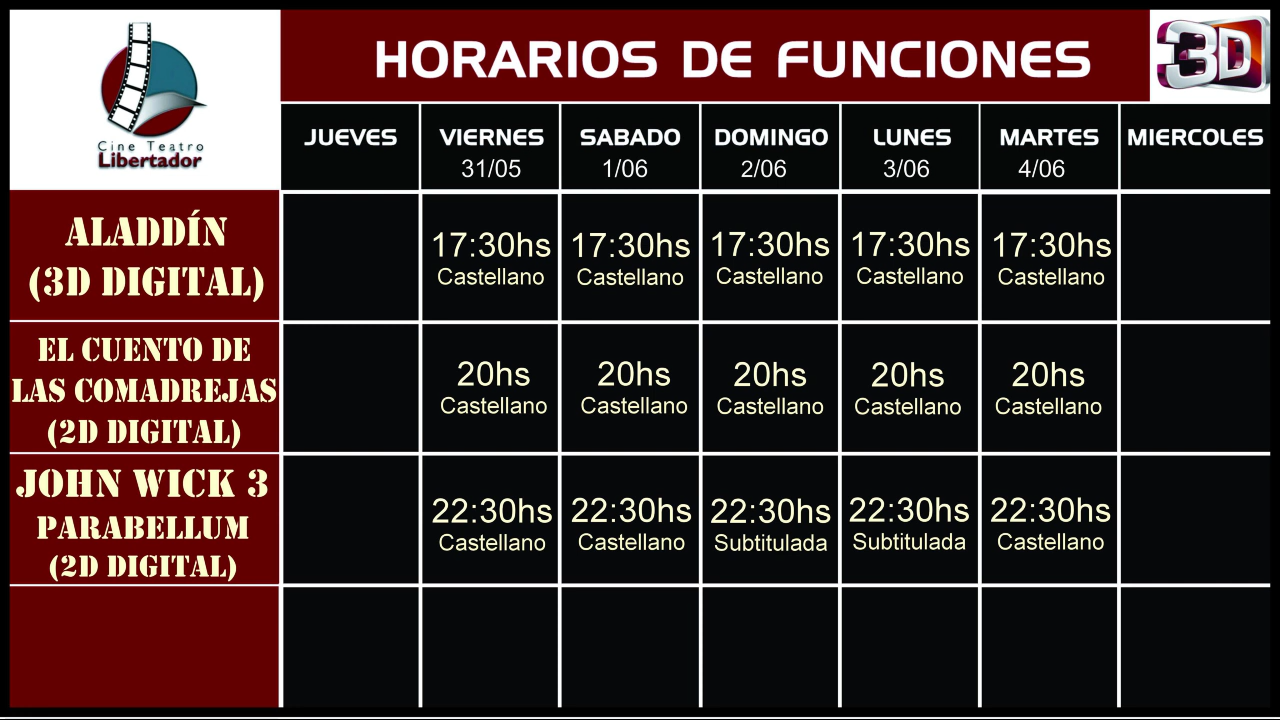 Cine Teatro
Libertador
HORARIOS DE FUNCIONES
3D
JUEVES
VIERNES
31/05
SABADO
1/06
DOMINGO
2/06
LUNES
3/06
MARTES
4/06
MIERCOLES
ALADDÍN
(3D DIGITAL)
17:30hs
Castellano
17:30hs
Castellano
17:30hs
Castellano
17:30hs
Castellano
17:30hs
Castellano
EL CUENTO DE
LAS COMADREJAS
(2D DIGITAL)
20hs
Castellano
20hs
Castellano
20hs
Castellano
20hs
Castellano
20hs
Castellano
JOHN WICK 3
PARABELLUM
(2D DIGITAL)
22:30hs
Castellano
22:30hs
Castellano
22:30hs
Subtitulada
22:30hs
Subtitulada
22:30hs
Castellano